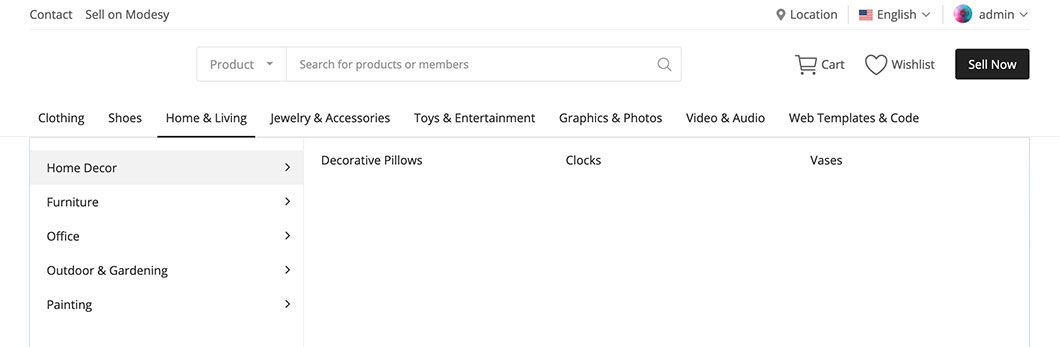 Contact Sell on Modesy Location English admin
Product Search for products or members Cart Wishlist Sell Now
Clothing Shoes Home & Living Jewelry & Accessories Toys & Entertainment Graphics & Photos Video & Audio Web Templates & Code
Home Decor Decorative Pillows Clocks Vases
Furniture
Office
Outdoor & Gardening
Painting